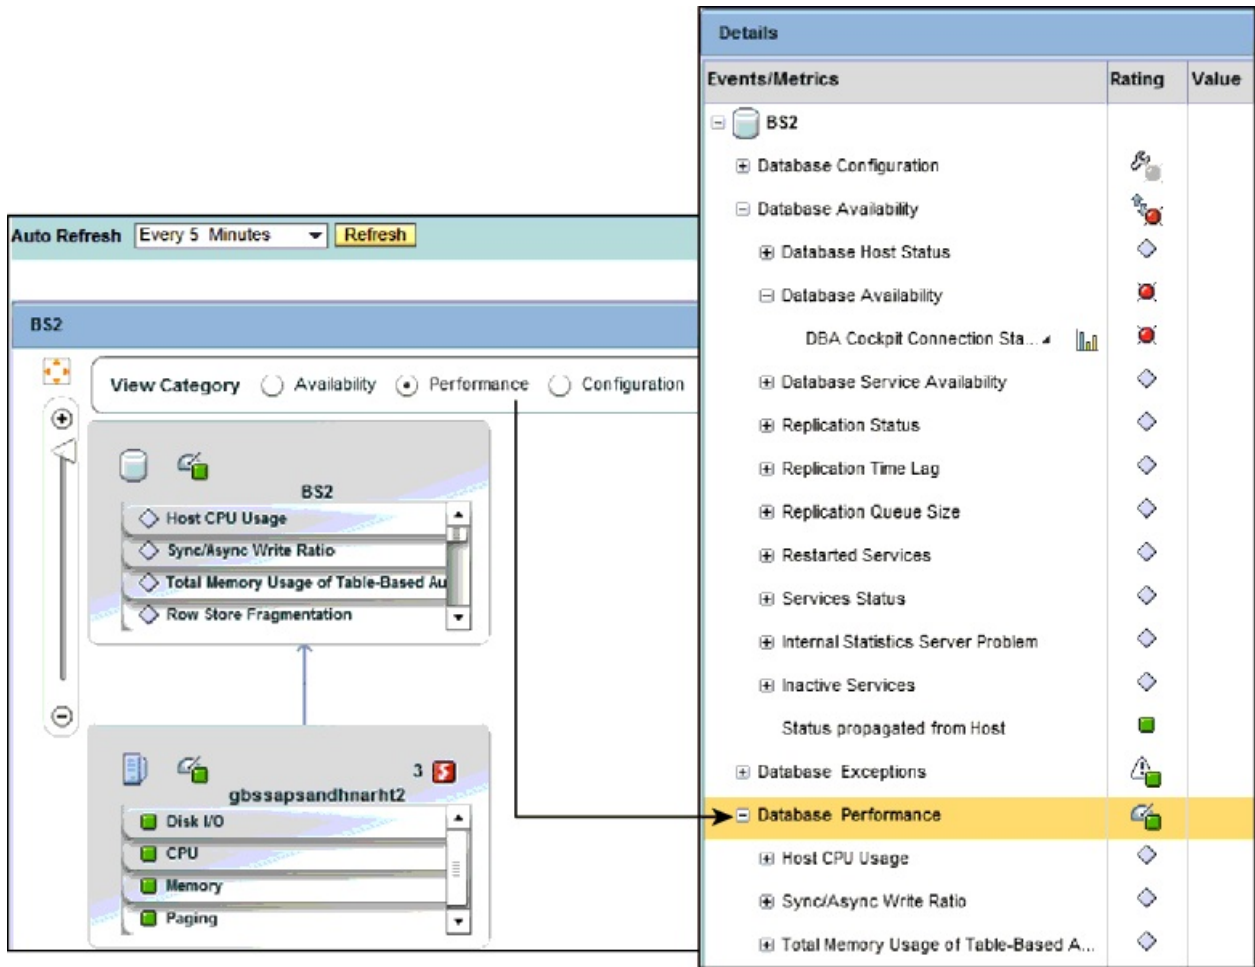 Auto Refresh Every 5 Minutes Refresh
BS2
View Category Availability Performance Configuration
BS2
Host CPU Usage
Sync/Async Write Ratio
Total Memory Usage of Table-Based Au
Row Store Fragmentation
3
gbssapsandhnarht2
Disk I/O
CPU
Memory
Paging
Details
Events/Metrics Rating Value
BS2
Database Configuration
Database Availability
Database Host Status
Database Availability
DBA Cockpit Connection Sta...
Database Service Availability
Replication Status
Replication Time Lag
Replication Queue Size
Restarted Services
Services Status
Internal Statistics Server Problem
Inactive Services
Status propagated from Host
Database Exceptions
Database Performance
Host CPU Usage
Sync/Async Write Ratio
Total Memory Usage of Table-Based A...